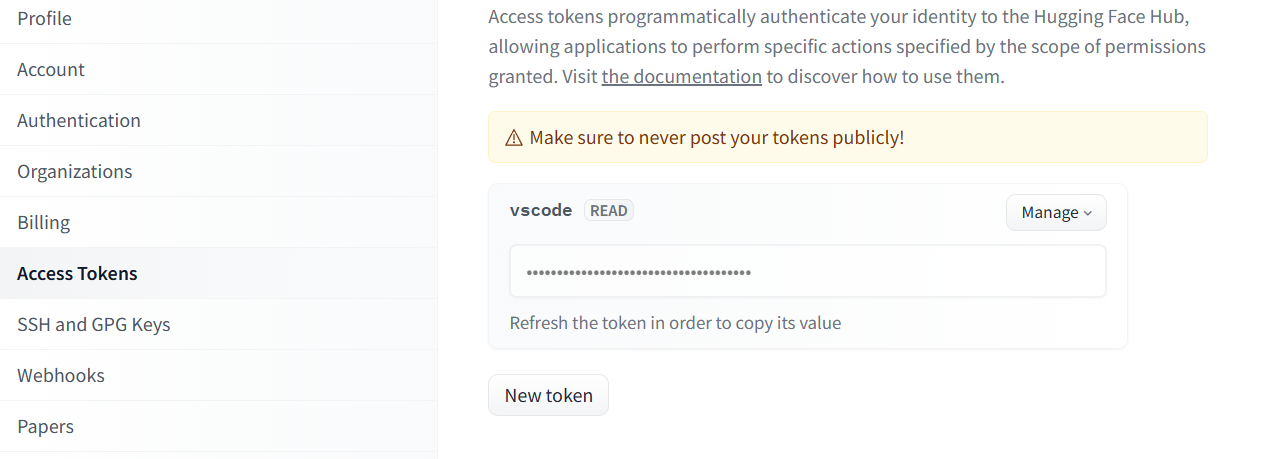 Profile
Account
Authentication
Organizations
Billing
Access Tokens
SSH and GPG Keys
Webhooks
Papers
Access tokens programmatically authenticate your identity to the Hugging Face Hub,
allowing applications to perform specific actions specified by the scope of permissions
granted. Visit the documentation to discover how to use them.
Make sure to never post your tokens publicly!
vscode READ
Manage
•••••••••••••••••••••••••••••••••••••
Refresh the token in order to copy its value
New token